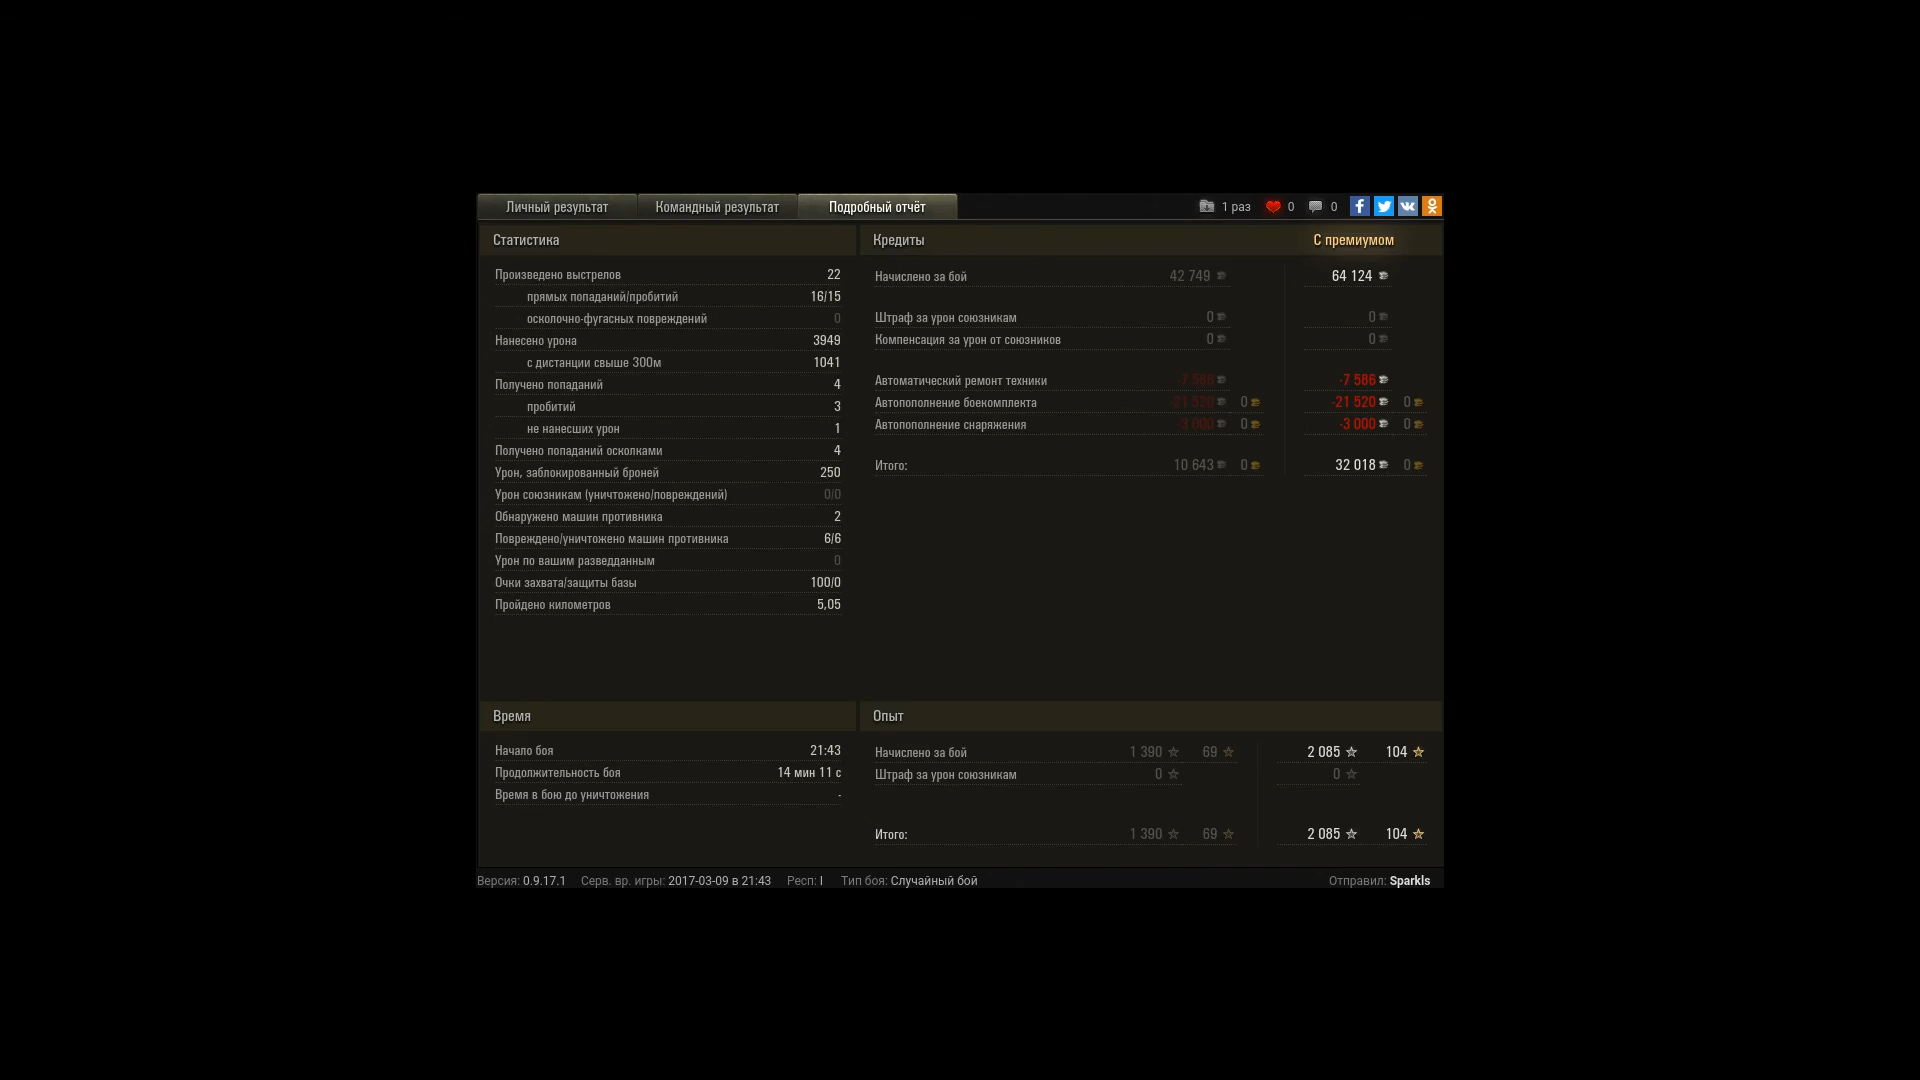 Личный результат Командный результат Подробный отчёт 1 раз 0 0
Статистика
Произведено выстрелов 22
прямых попаданий/пробитий 16/15
осколочно-фугасных повреждений 0
Нанесено урона 3949
с дистанции свыше 300м 1041
Получено попаданий 4
пробитий 3
не нанесших урон 1
Получено попаданий осколками 4
Урон, заблокированный броней 250
Урон союзникам (уничтожено/повреждений) 0/0
Обнаружено машин противника 2
Повреждено/уничтожено машин противника 6/6
Урон по вашим разведданным 0
Очки захвата/защиты базы 100/0
Пройдено километров 5,05
Кредиты С премиумом
Начислено за бой 42 749 64 124
Штраф за урон союзникам 0 0
Компенсация за урон от союзников 0 0
Автоматический ремонт техники -7 586 -7 586
Автопополнение боекомплекта -21 520 0 -21 520 0
Автопополнение снаряжения -3 000 0 -3 000 0
Итого: 10 643 0 32 018 0
Время
Начало боя 21:43
Продолжительность боя 14 мин 11 с
Время в бою до уничтожения -
Опыт
Начислено за бой 1 390 69 2 085 104
Штраф за урон союзникам 0 0
Итого: 1 390 69 2 085 104
Версия: 0.9.17.1 Серв. вр. игры: 2017-03-09 в 21:43 Респ: I Тип боя: Случайный бой Отправил: Sparkls